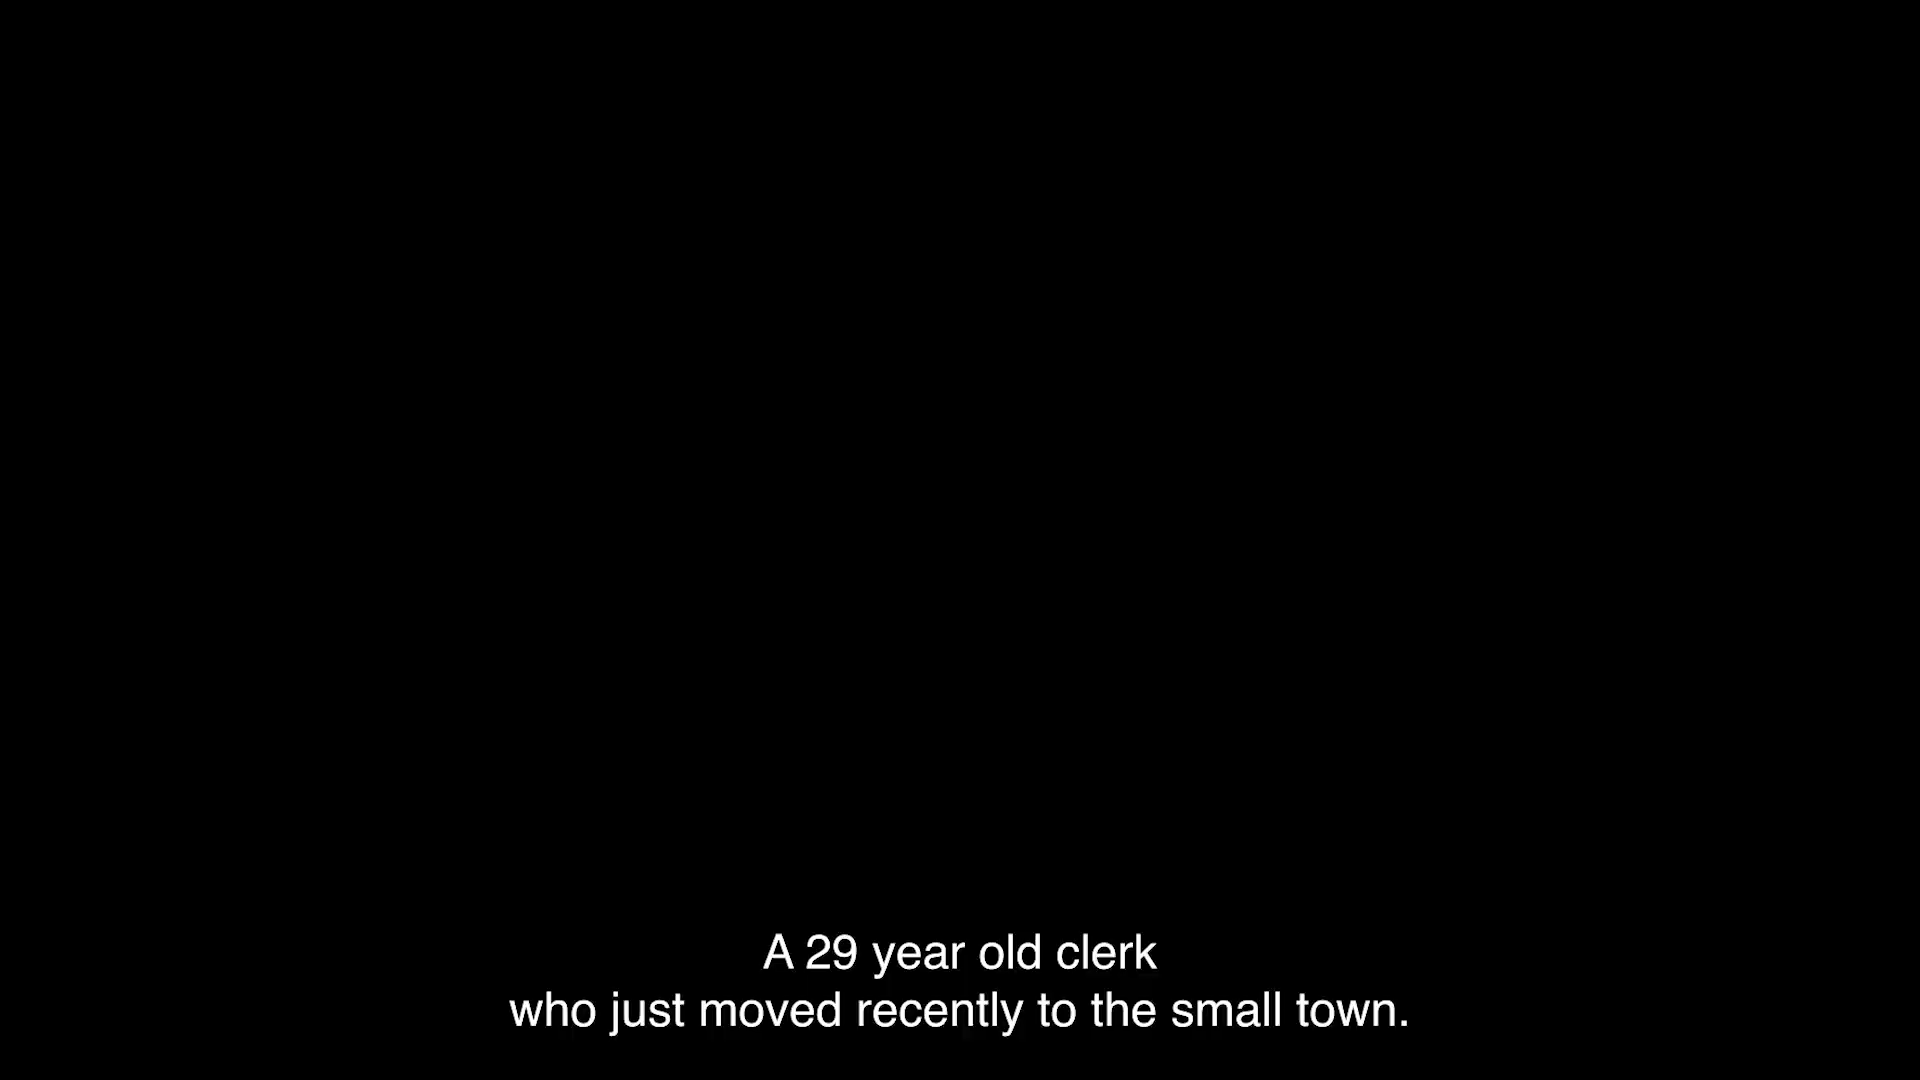 A 29 year old clerk
who just moved recently to the small town.